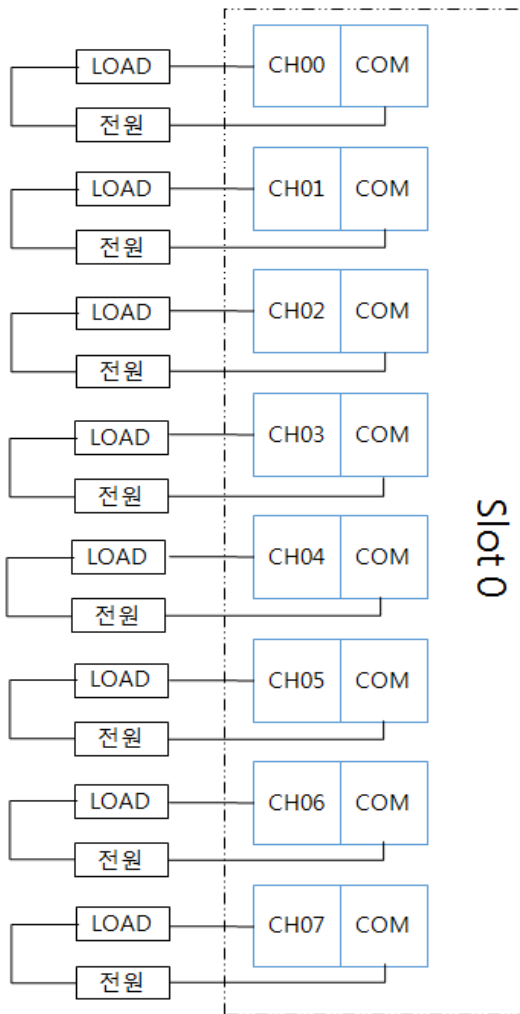 LOAD CH00 COM
전원
LOAD CH01 COM
전원
LOAD CH02 COM
전원
LOAD CH03 COM
전원
LOAD CH04 COM
전원
LOAD CH05 COM
전원
LOAD CH06 COM
전원
LOAD CH07 COM
전원
Slot 0